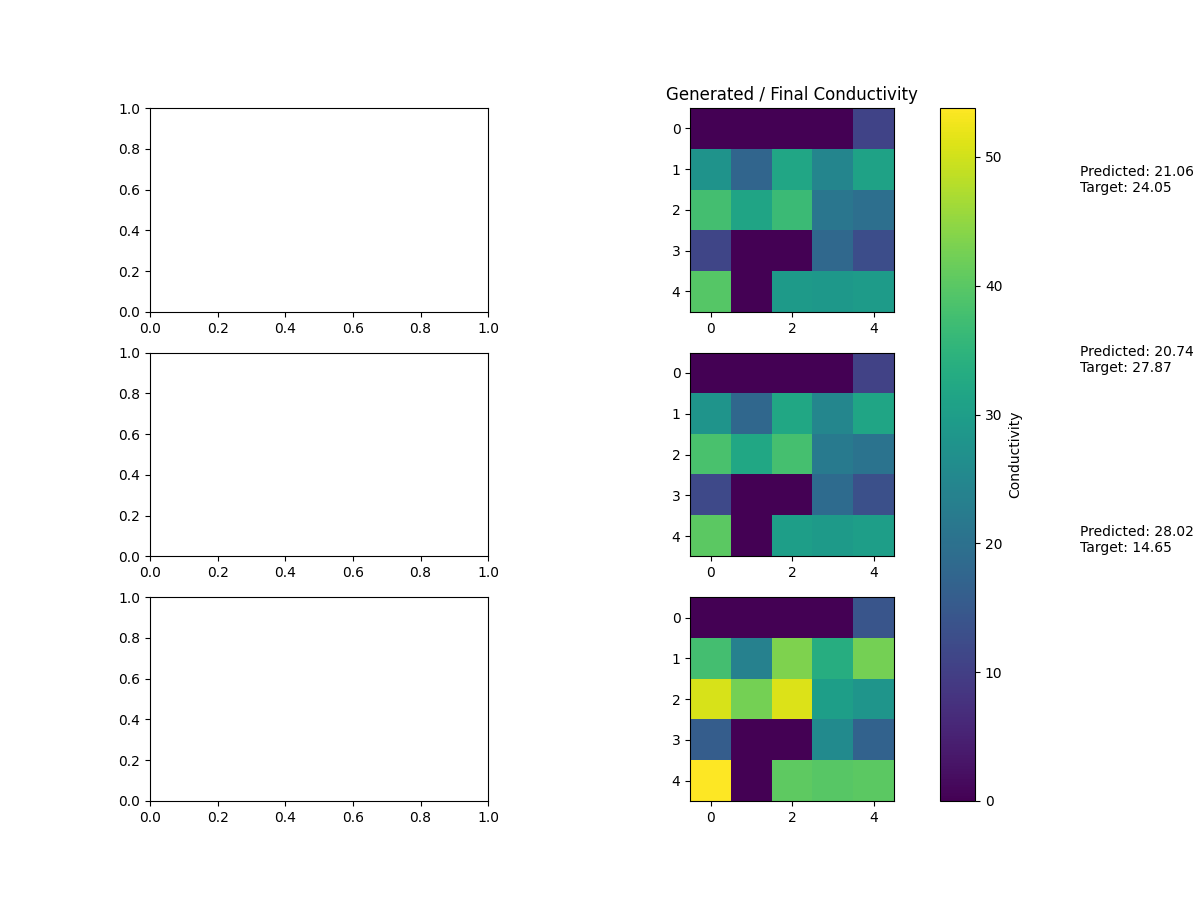 Generated / Final Conductivity
1.0
0.8
0.6
0.4
0.2
0.0
0.0 0.2 0.4 0.6 0.8 1.0
0
1
2
3
4
0 2 4
Predicted: 21.06
Target: 24.05
1.0
0.8
0.6
0.4
0.2
0.0
0.0 0.2 0.4 0.6 0.8 1.0
0
1
2
3
4
0 2 4
Predicted: 20.74
Target: 27.87
1.0
0.8
0.6
0.4
0.2
0.0
0.0 0.2 0.4 0.6 0.8 1.0
0
1
2
3
4
0 2 4
Predicted: 28.02
Target: 14.65
50
40
30
20
10
0
Conductivity